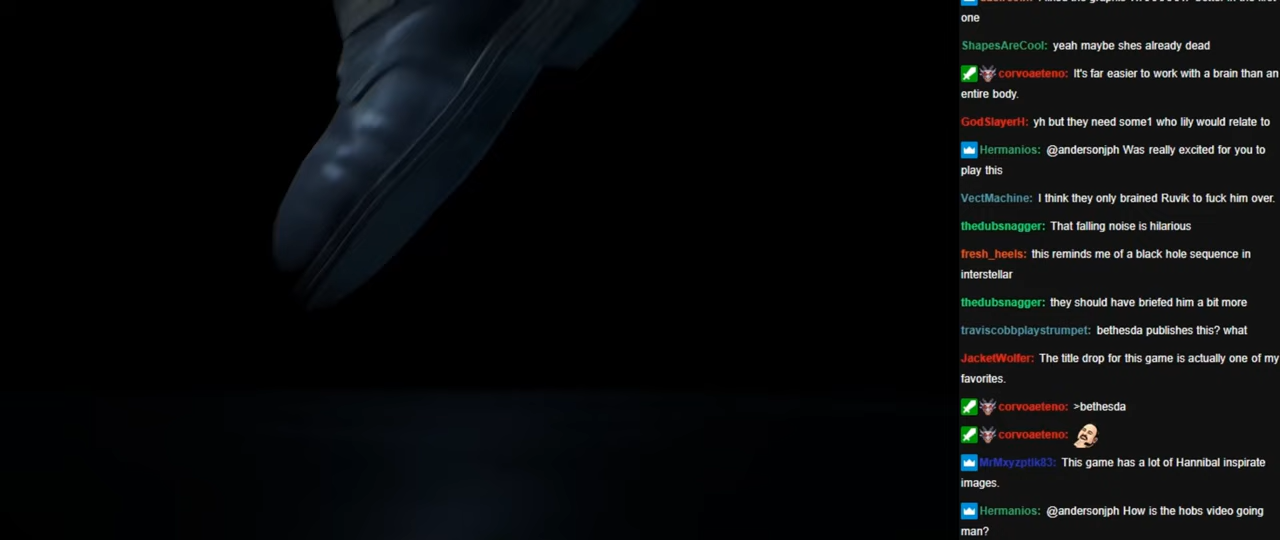 one
ShapesAreCool: yeah maybe shes already dead
corvoaeteno: It's far easier to work with a brain than an
entire body.
GodSlayerH: yh but they need some1 who lily would relate to
Hermanios: @andersonjph Was really excited for you to
play this
VectMachine: I think they only brained Ruvik to fuck him over.
thedubsnagger: That falling noise is hilarious
fresh_heels: this reminds me of a black hole sequence in
interstellar
thedubsnagger: they should have briefed him a bit more
traviscobbplaystrumpet: bethesda publishes this? what
JacketWolfer: The title drop for this game is actually one of my
favorites.
corvoaeteno: >bethesda
corvoaeteno:
MrMxyzptlk83: This game has a lot of Hannibal inspirate
images.
Hermanios: @andersonjph How is the hobs video going
man?